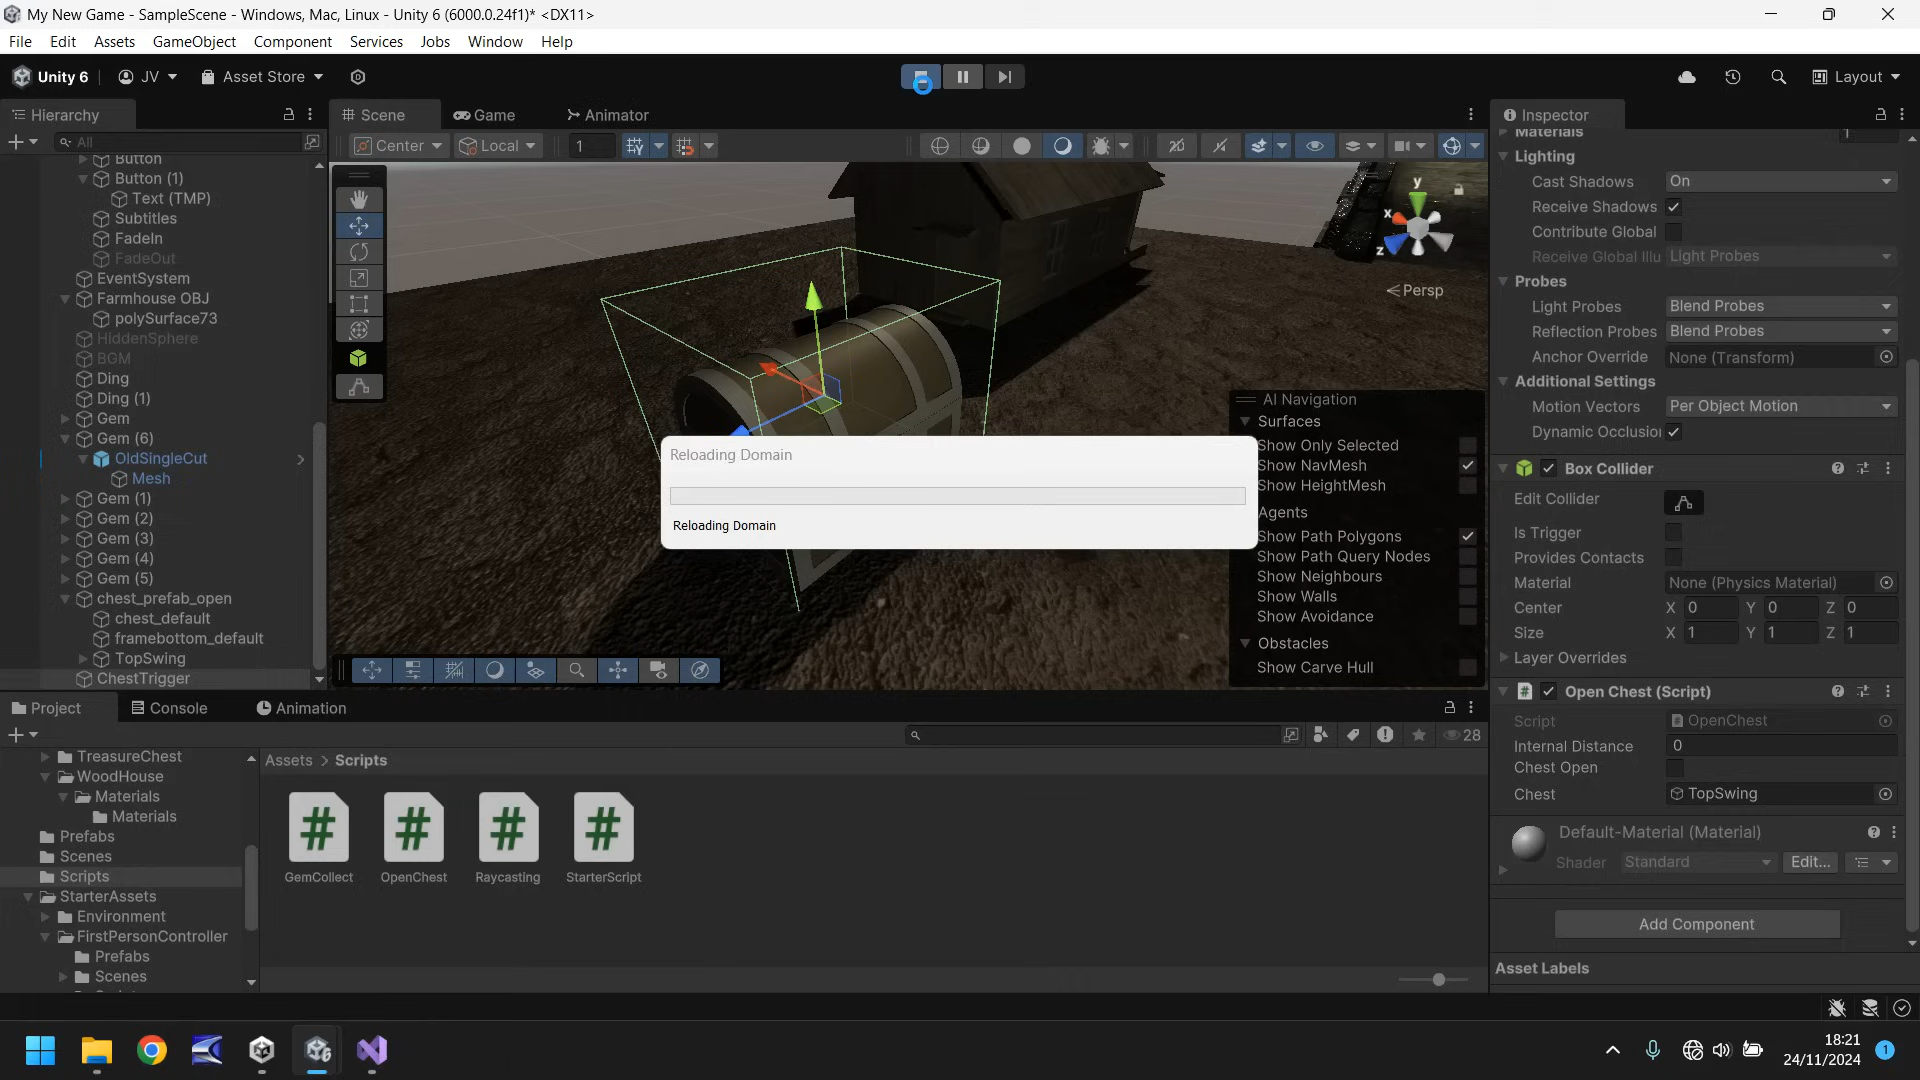 My New Game - SampleScene - Windows, Mac, Linux - Unity 6 (6000.0.24f1)* <DX11>
File Edit Assets GameObject Component Services Jobs Window Help
Unity 6 JV Asset Store Layout
Hierarchy
All
Button
Button (1)
Text (TMP)
Subtitles
FadeIn
FadeOut
EventSystem
Farmhouse OBJ
polySurface73
HiddenSphere
BGM
Ding
Ding (1)
Gem
Gem (6)
OldSingleCut
Mesh
Gem (1)
Gem (2)
Gem (3)
Gem (4)
Gem (5)
chest_prefab_open
chest_default
framebottom_default
TopSwing
ChestTrigger
Scene Game Animator
Center Local 1
y
x
z
Persp
Reloading Domain
Reloading Domain
AI Navigation
Surfaces
Show Only Selected
Show NavMesh
Show HeightMesh
Agents
Show Path Polygons
Show Path Query Nodes
Show Neighbours
Show Walls
Show Avoidance
Obstacles
Show Carve Hull
Inspector
Materials 1
Lighting
Cast Shadows On
Receive Shadows
Contribute Global
Receive Global Illu Light Probes
Probes
Light Probes Blend Probes
Reflection Probes Blend Probes
Anchor Override None (Transform)
Additional Settings
Motion Vectors Per Object Motion
Dynamic Occlusion
Box Collider
Edit Collider
Is Trigger
Provides Contacts
Material None (Physics Material)
Center X 0 Y 0 Z 0
Size X 1 Y 1 Z 1
Layer Overrides
Open Chest (Script)
Script OpenChest
Internal Distance 0
Chest Open
Chest TopSwing
Default-Material (Material)
Shader Standard Edit...
Add Component
Asset Labels
Project Console Animation
28
TreasureChest
WoodHouse
Materials
Materials
Prefabs
Scenes
Scripts
StarterAssets
Environment
FirstPersonController
Prefabs
Scenes
Assets > Scripts
GemCollect OpenChest Raycasting StarterScript
18:21
24/11/2024
1